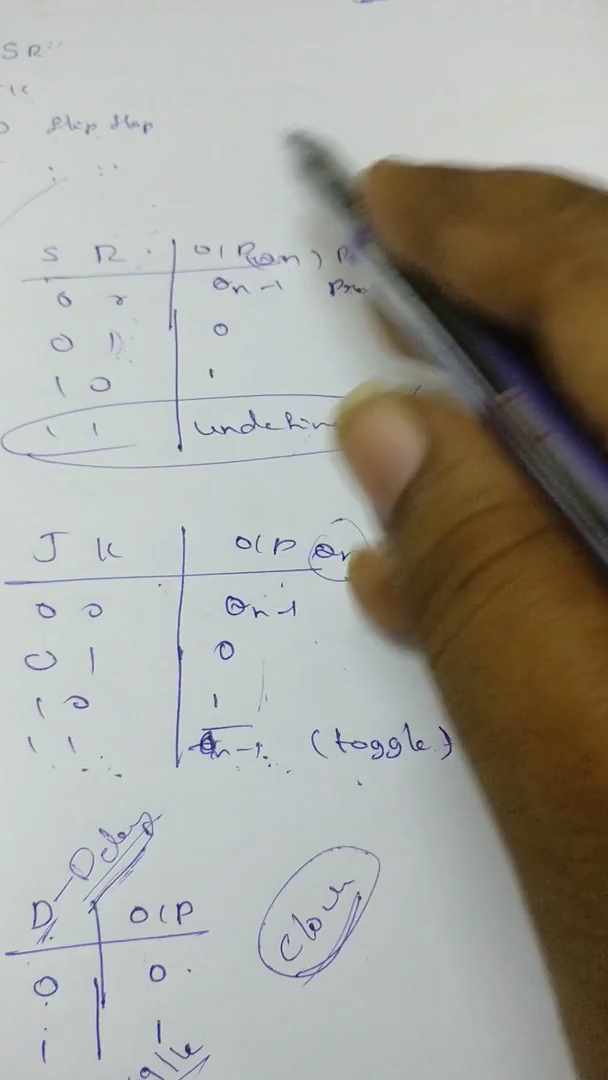 SR"
Flip Flop
S R O/P(Qn)
0 0 Qn-1
0 1 0
1 0 1
1 1
J K O/P Qn
0 0 Qn-1
0 1 0
1 0 1
1 1 Qn-1 (toggle)
Delay
D O/P
Clock
0 0
1 1